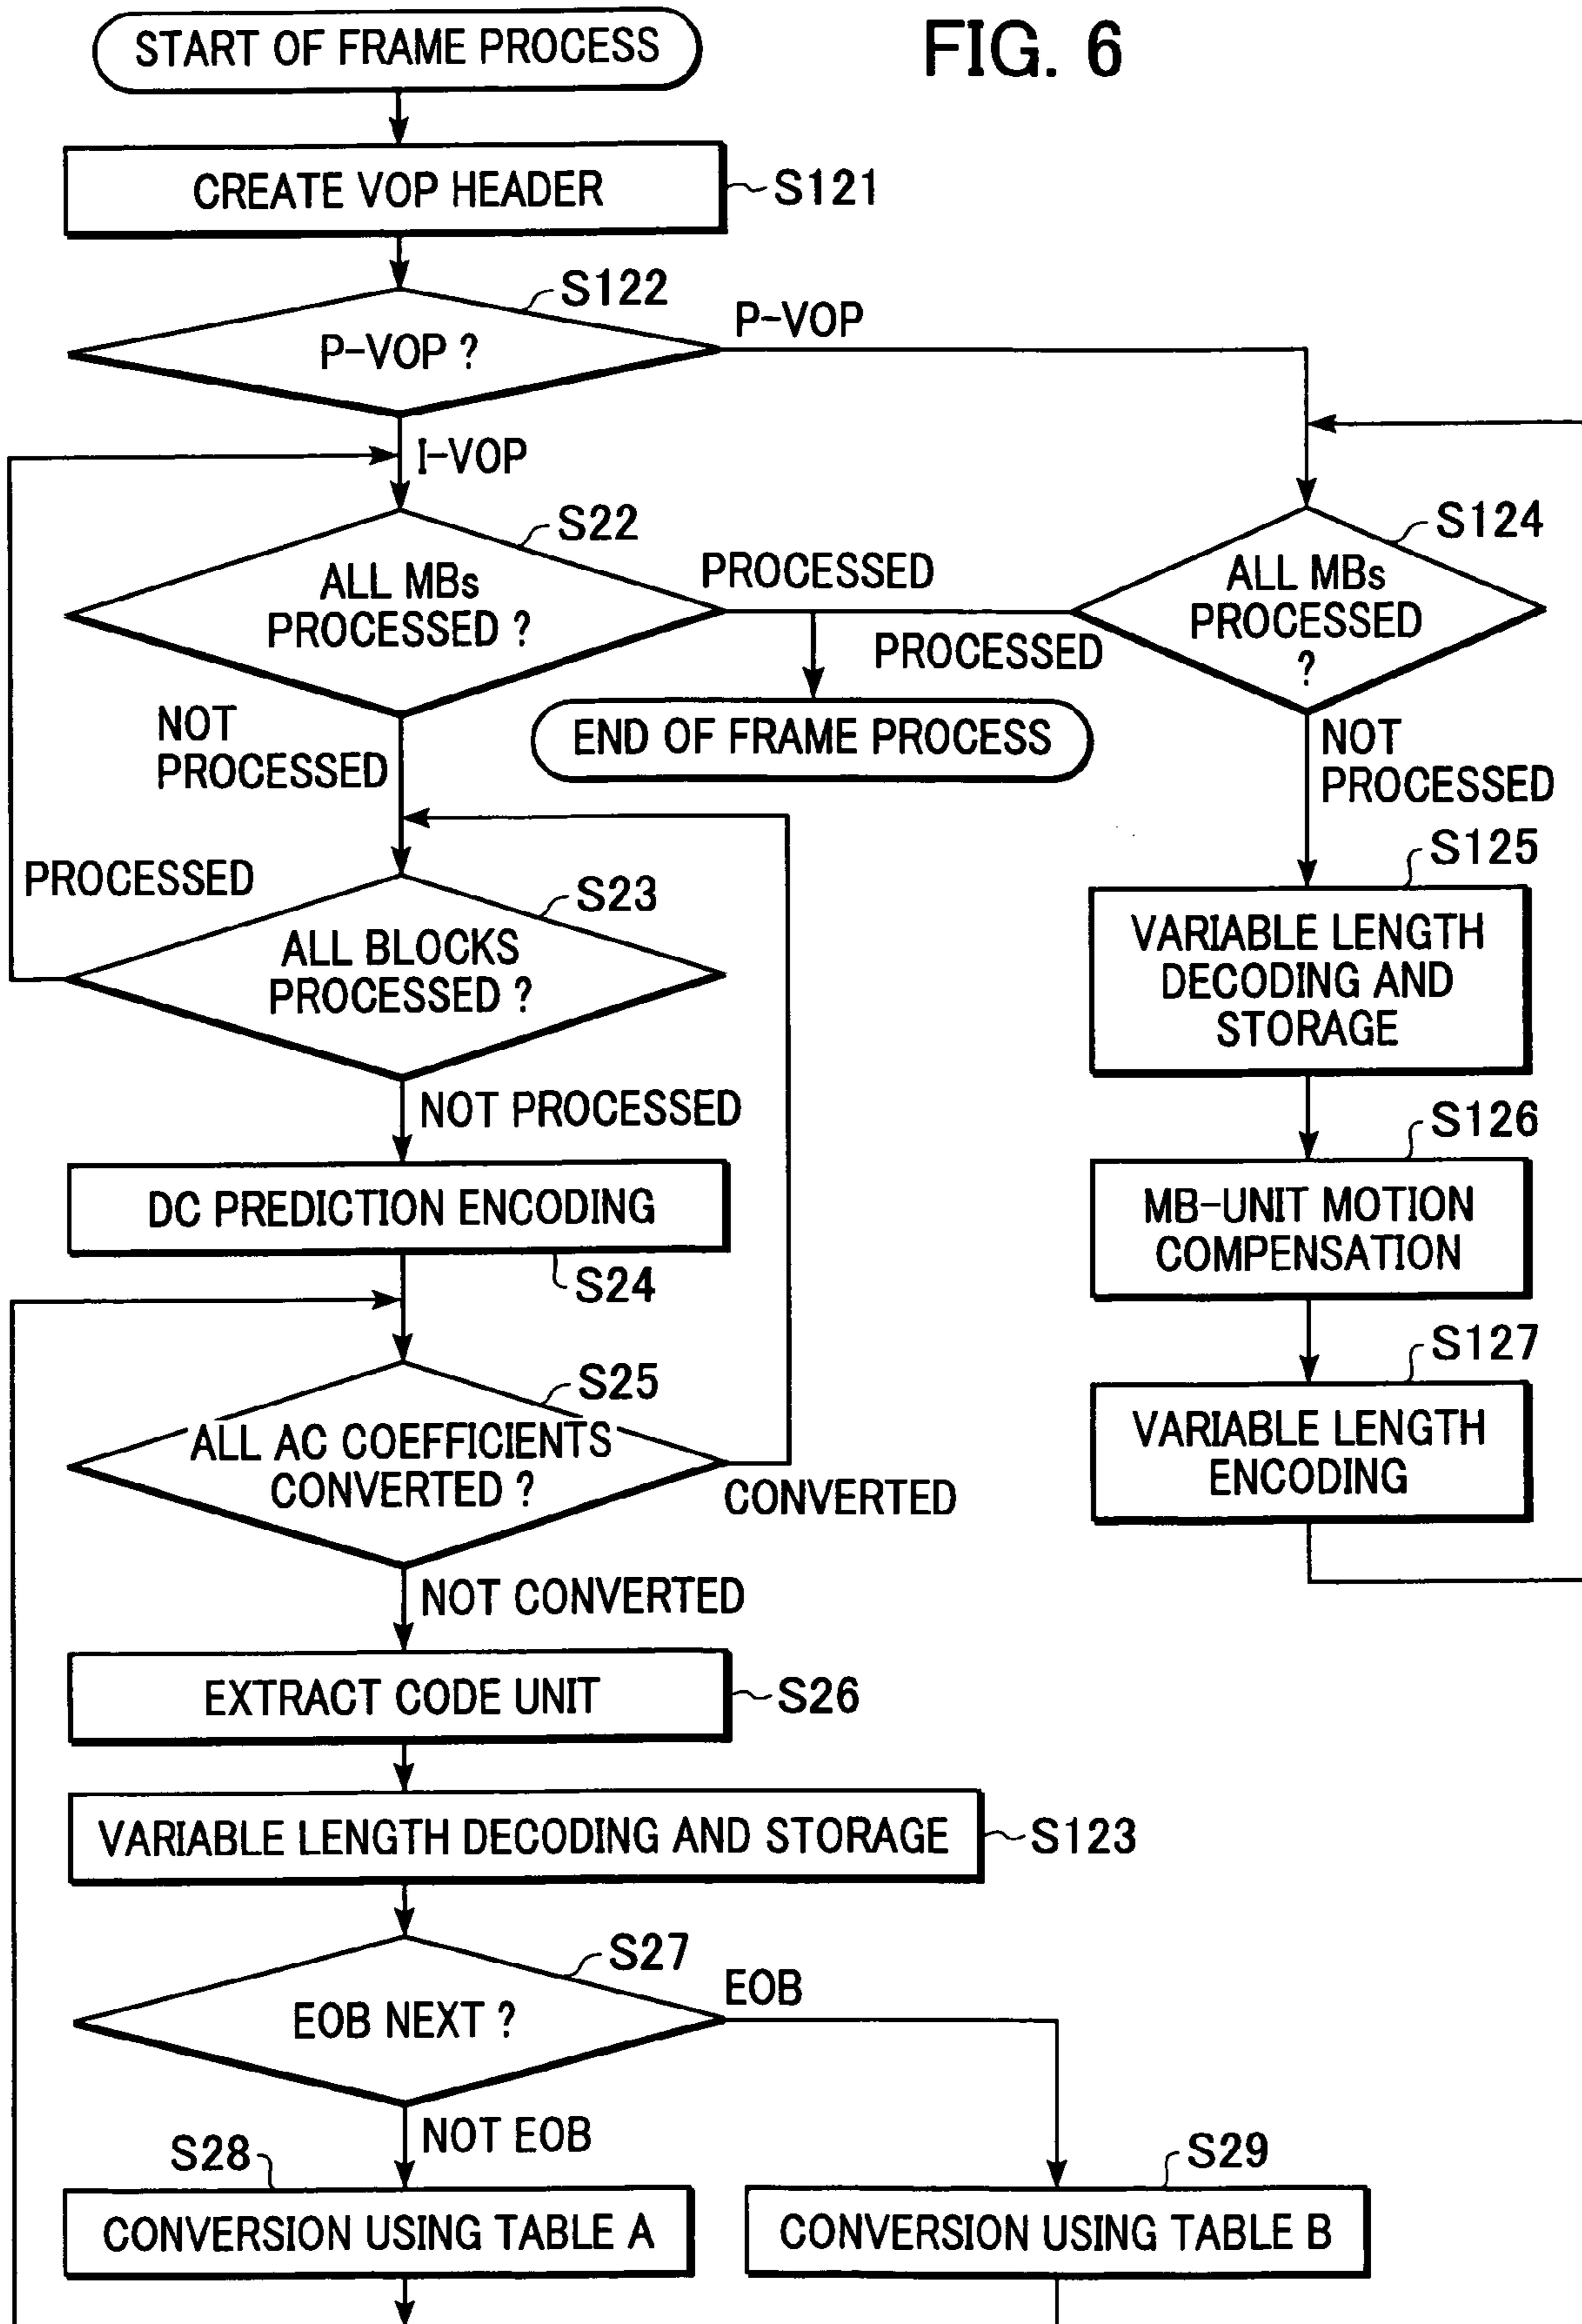 FIG. 6
START OF FRAME PROCESS
CREATE VOP HEADER
S121
S122
P-VOP ?
P-VOP
I-VOP
S22
ALL MBs
PROCESSED ?
PROCESSED
S124
ALL MBs
PROCESSED
?
PROCESSED
NOT
PROCESSED
END OF FRAME PROCESS
NOT
PROCESSED
PROCESSED
S23
ALL BLOCKS
PROCESSED ?
S125
VARIABLE LENGTH
DECODING AND
STORAGE
NOT PROCESSED
S126
DC PREDICTION ENCODING
S24
MB-UNIT MOTION
COMPENSATION
S25
ALL AC COEFFICIENTS
CONVERTED ?
CONVERTED
S127
VARIABLE LENGTH
ENCODING
NOT CONVERTED
EXTRACT CODE UNIT
S26
VARIABLE LENGTH DECODING AND STORAGE
S123
S27
EOB NEXT ?
EOB
NOT EOB
S28
CONVERSION USING TABLE A
S29
CONVERSION USING TABLE B